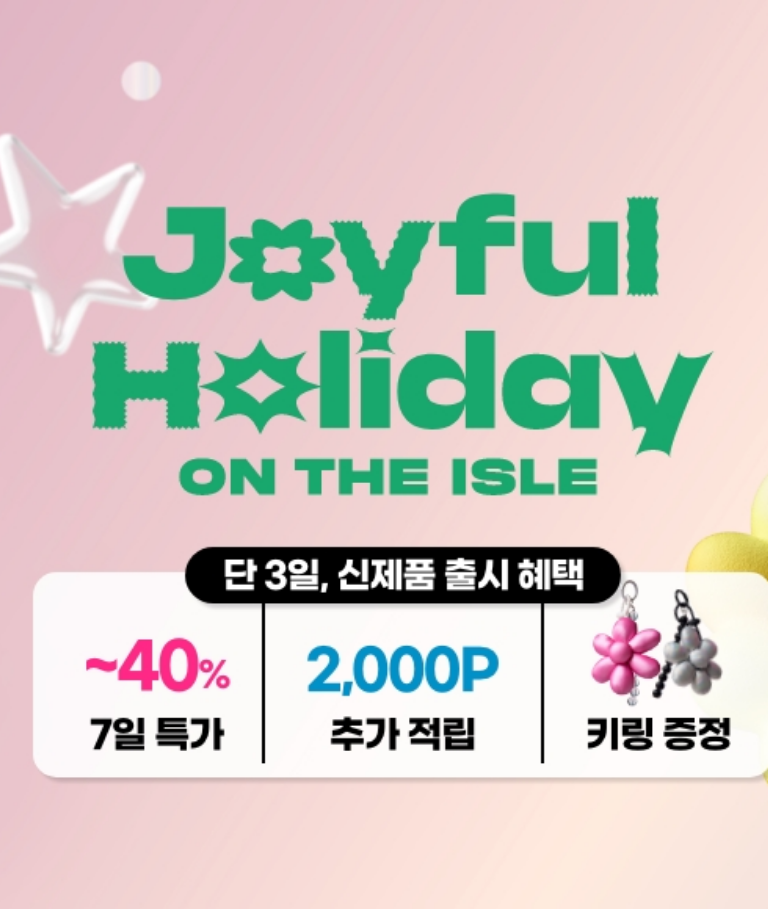 Joyful
Holiday
ON THE ISLE
단 3일, 신제품 출시 혜택
~40%
7일 특가
2,000P
추가 적립
키링 증정